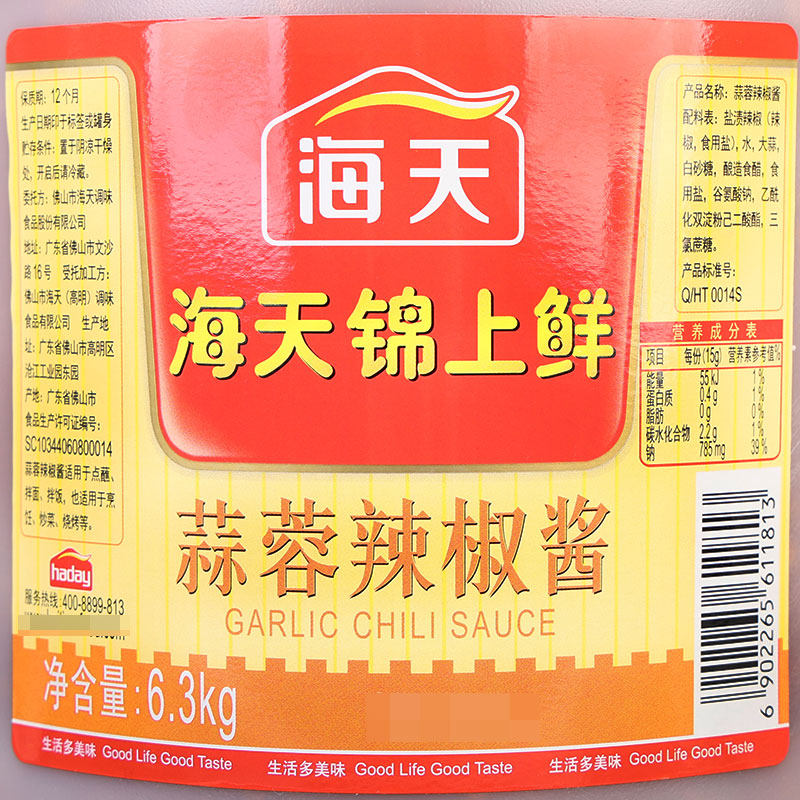 保质期：12个月
生产日期印于标签或罐身
贮存条件：置于阴凉干燥
处，开启后请冷藏。
委托方：佛山市海天调味
食品股份有限公司
地址：广东省佛山市文沙
路16号 受托加工方：
佛山市海天（高明）调味
食品有限公司 生产地
址：广东省佛山市高明区
沧江工业园东园
产地：广东省佛山市
食品生产许可证编号：
SC10344060800014
蒜蓉辣椒酱适用于点蘸、
拌面、拌饭，也适用于烹
饪、炒菜、烧烤等。
haday
服务热线：400-8899-813
海天
海天锦上鲜
蒜蓉辣椒酱
GARLIC CHILI SAUCE
产品名称：蒜蓉辣椒酱
配料表：盐渍辣椒（辣
椒，食用盐），水，大蒜，
白砂糖，酿造食醋，食
用盐，谷氨酸钠，乙酰
化双淀粉己二酸酯，三
氯蔗糖。
产品标准号：
Q/HT 0014S
营养成分表
项目 每份(15g) 营养素参考值%
能量 55 kJ 1%
蛋白质 0.4 g 1%
脂肪 0 g 0%
碳水化合物 2.2 g 1%
钠 785 mg 39%
6 902265 611813
净含量：6.3kg
生活多美味 Good Life Good Taste
生活多美味 Good Life Good Taste
生活多美味 Good Life Good Taste